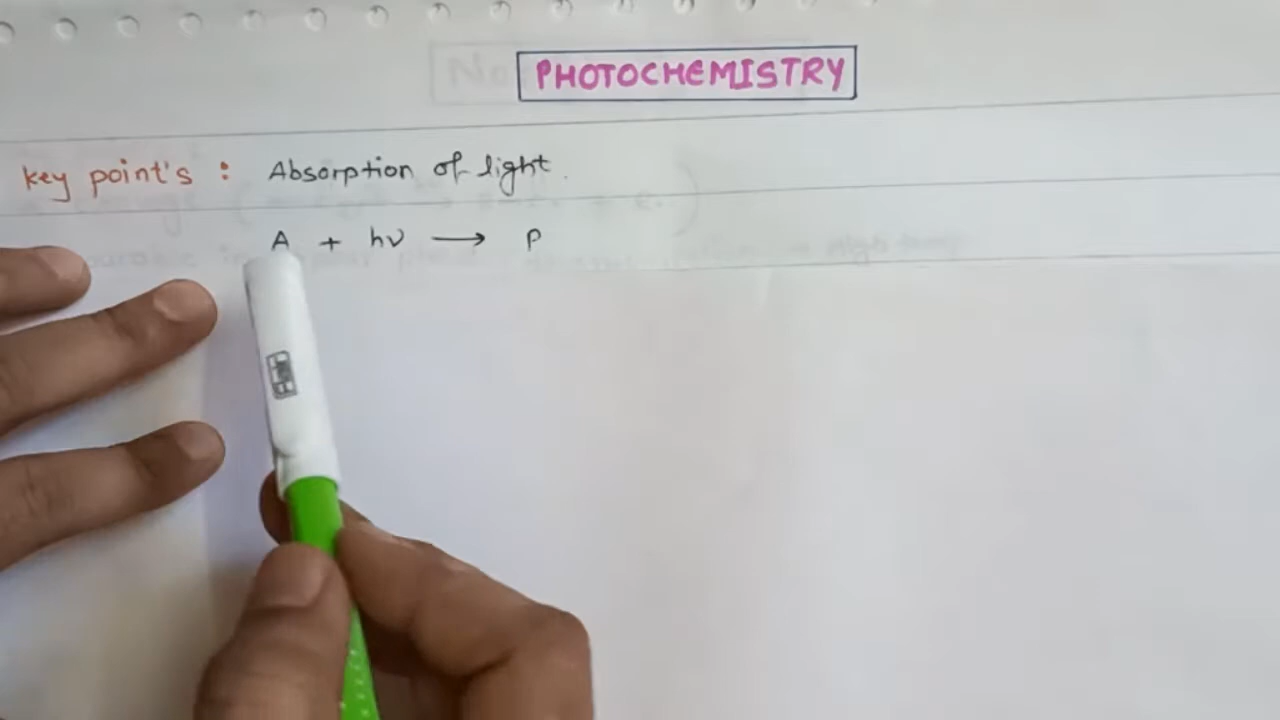 PHOTOCHEMISTRY
key point's : Absorption of light.
A + hν ⟶ P